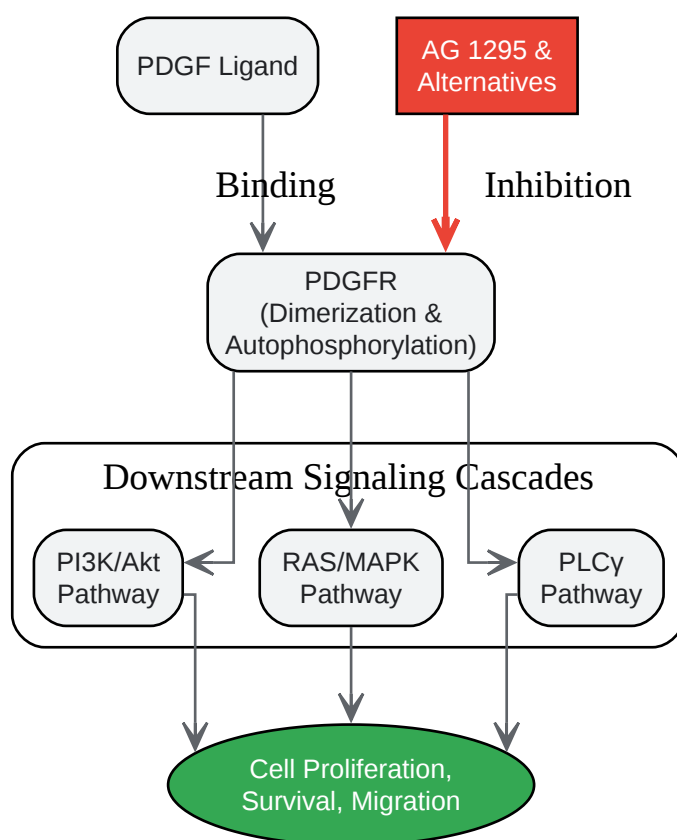 PDGF Ligand
AG 1295 &
Alternatives
Binding
Inhibition
PDGFR
(Dimerization &
Autophosphorylation)
Downstream Signaling Cascades
PI3K/Akt
Pathway
RAS/MAPK
Pathway
PLCγ
Pathway
Cell Proliferation,
Survival, Migration